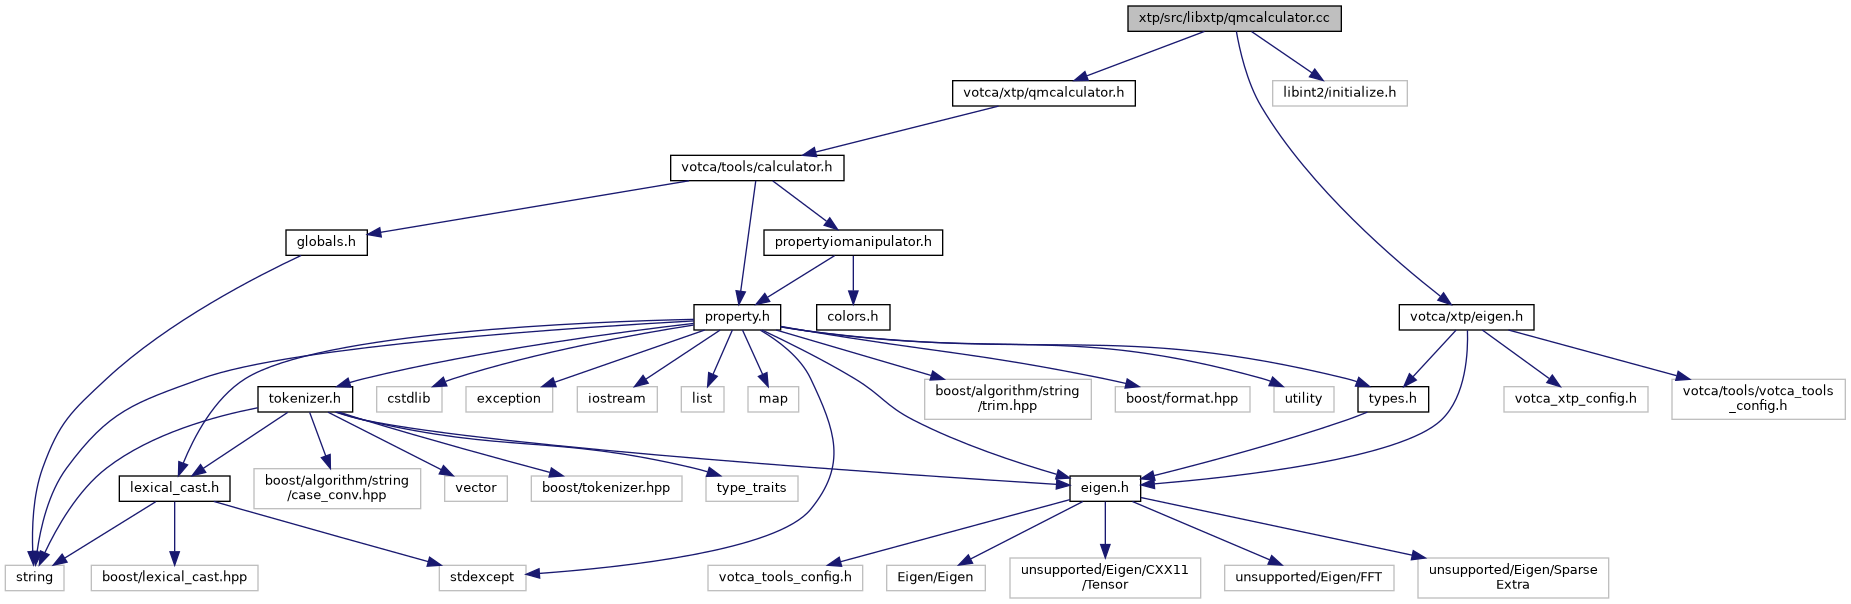 xtp/src/libxtp/qmcalculator.cc
votca/xtp/qmcalculator.h
libint2/initialize.h
votca/tools/calculator.h
globals.h
propertyiomanipulator.h
property.h
colors.h
votca/xtp/eigen.h
tokenizer.h
cstdlib
exception
iostream
list
map
boost/algorithm/string
/trim.hpp
boost/format.hpp
utility
types.h
votca_xtp_config.h
votca/tools/votca_tools
_config.h
lexical_cast.h
boost/algorithm/string
/case_conv.hpp
vector
boost/tokenizer.hpp
type_traits
eigen.h
string
boost/lexical_cast.hpp
stdexcept
votca_tools_config.h
Eigen/Eigen
unsupported/Eigen/CXX11
/Tensor
unsupported/Eigen/FFT
unsupported/Eigen/Sparse
Extra